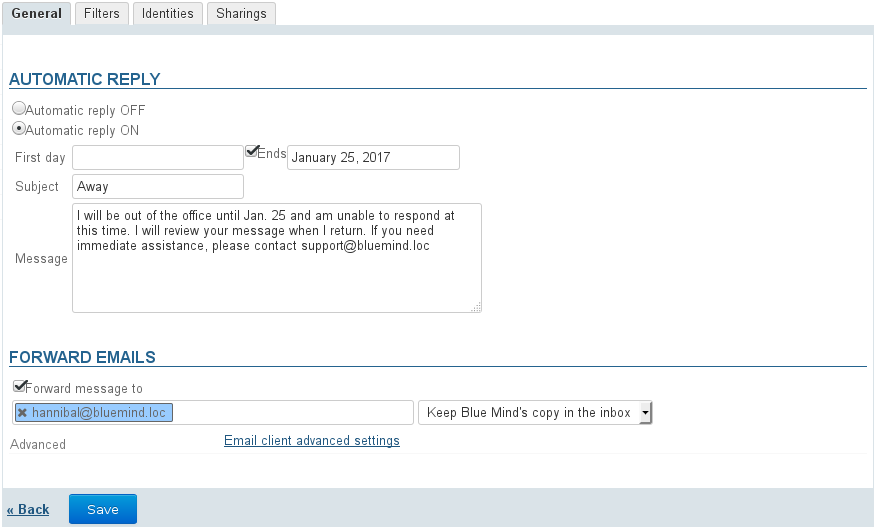 General Filters Identities Sharings
AUTOMATIC REPLY
Automatic reply OFF
Automatic reply ON
First day Ends January 25, 2017
Subject Away
I will be out of the office until Jan. 25 and am unable to respond at
this time. I will review your message when I return. If you need
immediate assistance, please contact support@bluemind.loc
Message
FORWARD EMAILS
Forward message to
✖ hannibal@bluemind.loc Keep Blue Mind's copy in the inbox
Advanced Email client advanced settings
« Back Save